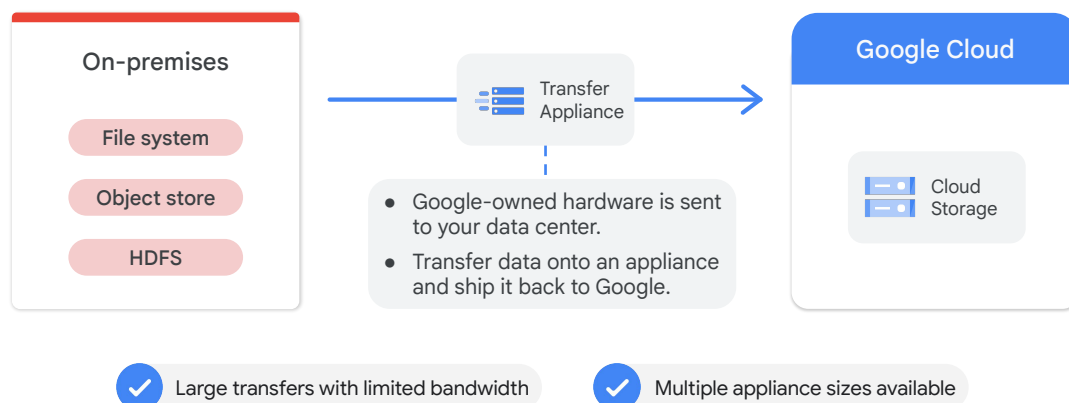 On-premises
File system
Object store
HDFS
Transfer
Appliance
● Google-owned hardware is sent
to your data center.
● Transfer data onto an appliance
and ship it back to Google.
Google Cloud
Cloud
Storage
Large transfers with limited bandwidth
Multiple appliance sizes available